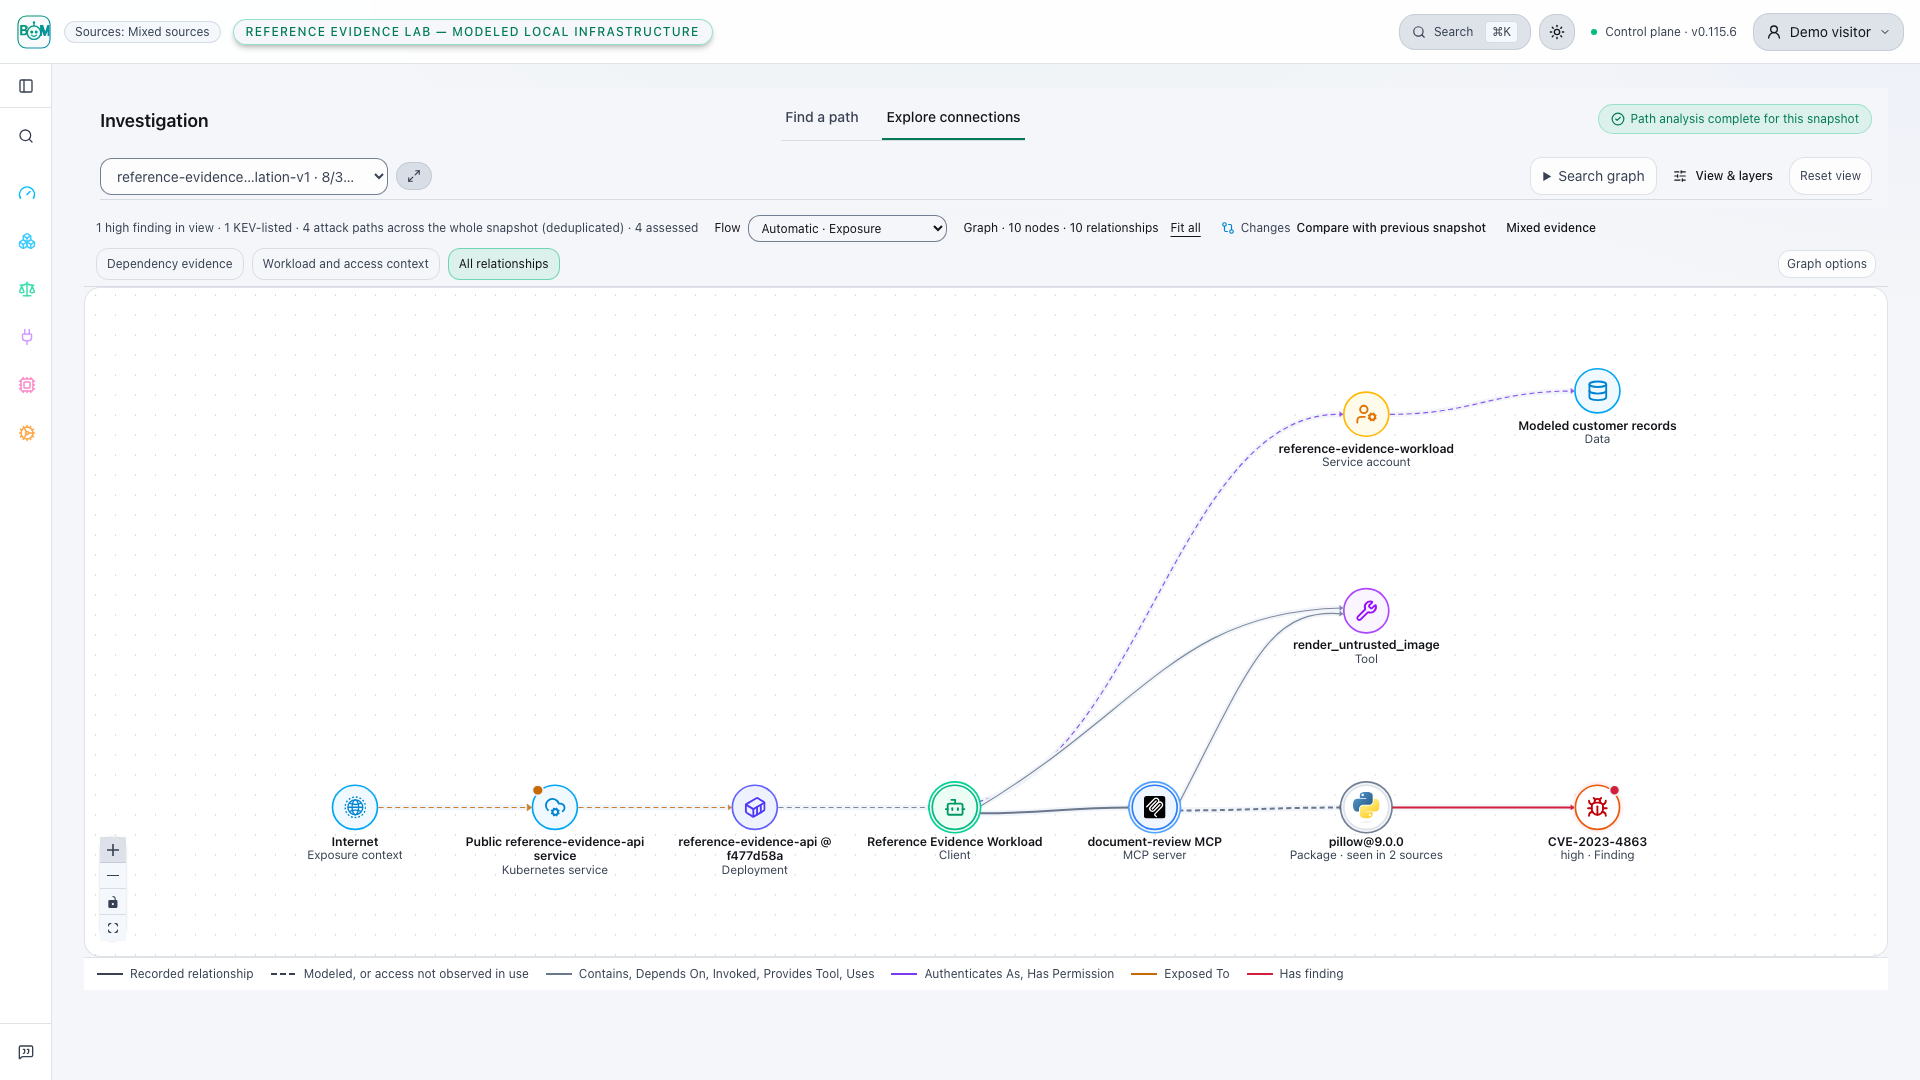 BOM
Sources: Mixed sources
REFERENCE EVIDENCE LAB — MODELED LOCAL INFRASTRUCTURE
Search ⌘K
Control plane · v0.115.6
Demo visitor
Investigation
Find a path
Explore connections
Path analysis complete for this snapshot
reference-evidence...lation-v1 · 8/3...
Search graph
View & layers
Reset view
1 high finding in view · 1 KEV-listed · 4 attack paths across the whole snapshot (deduplicated) · 4 assessed
Flow
Automatic · Exposure
Graph · 10 nodes · 10 relationships
Fit all
Changes
Compare with previous snapshot
Mixed evidence
Dependency evidence
Workload and access context
All relationships
Graph options
Modeled customer records
Data
reference-evidence-workload
Service account
render_untrusted_image
Tool
Internet
Exposure context
Public reference-evidence-api
service
Kubernetes service
reference-evidence-api @
f477d58a
Deployment
Reference Evidence Workload
Client
document-review MCP
MCP server
pillow@9.0.0
Package · seen in 2 sources
CVE-2023-4863
high · Finding
Recorded relationship
Modeled, or access not observed in use
Contains, Depends On, Invoked, Provides Tool, Uses
Authenticates As, Has Permission
Exposed To
Has finding